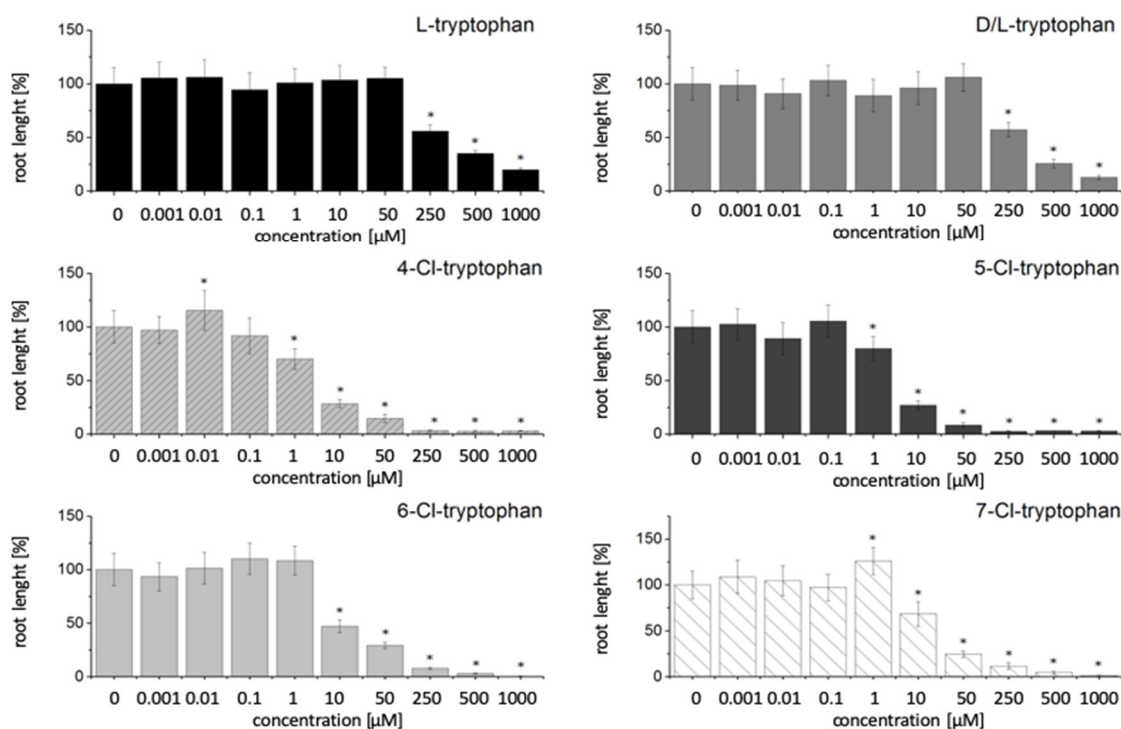 L-tryptophan
150
100
50
0
root lenght [%]
* * *
0 0.001 0.01 0.1 1 10 50 250 500 1000
concentration [µM]
D/L-tryptophan
150
100
50
0
root lenght [%]
* * *
0 0.001 0.01 0.1 1 10 50 250 500 1000
concentration [µM]
4-Cl-tryptophan
150
100
50
0
root lenght [%]
* * * * * * *
0 0.001 0.01 0.1 1 10 50 250 500 1000
concentration [µM]
5-Cl-tryptophan
150
100
50
0
root lenght [%]
* * * * * *
0 0.001 0.01 0.1 1 10 50 250 500 1000
concentration [µM]
6-Cl-tryptophan
150
100
50
0
root lenght [%]
* * * * *
0 0.001 0.01 0.1 1 10 50 250 500 1000
concentration [µM]
7-Cl-tryptophan
150
100
50
0
root lenght [%]
* * * * * *
0 0.001 0.01 0.1 1 10 50 250 500 1000
concentration [µM]